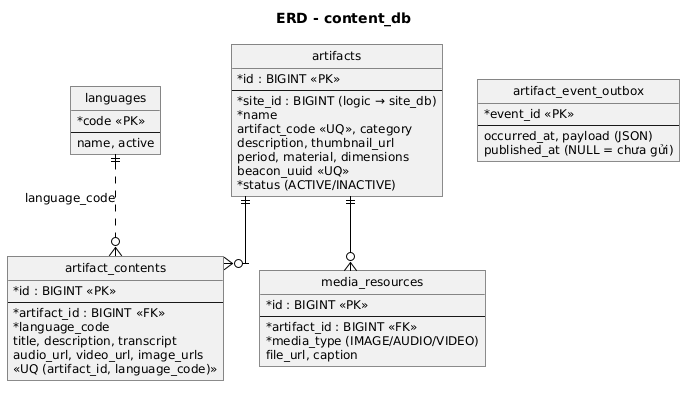 ERD - content_db
artifacts
*id : BIGINT «PK»
*site_id : BIGINT (logic → site_db)
*name
artifact_code «UQ», category
description, thumbnail_url
period, material, dimensions
beacon_uuid «UQ»
*status (ACTIVE/INACTIVE)
artifact_event_outbox
*event_id «PK»
occurred_at, payload (JSON)
published_at (NULL = chưa gửi)
languages
*code «PK»
name, active
language_code
artifact_contents
*id : BIGINT «PK»
*artifact_id : BIGINT «FK»
*language_code
title, description, transcript
audio_url, video_url, image_urls
«UQ (artifact_id, language_code)»
media_resources
*id : BIGINT «PK»
*artifact_id : BIGINT «FK»
*media_type (IMAGE/AUDIO/VIDEO)
file_url, caption